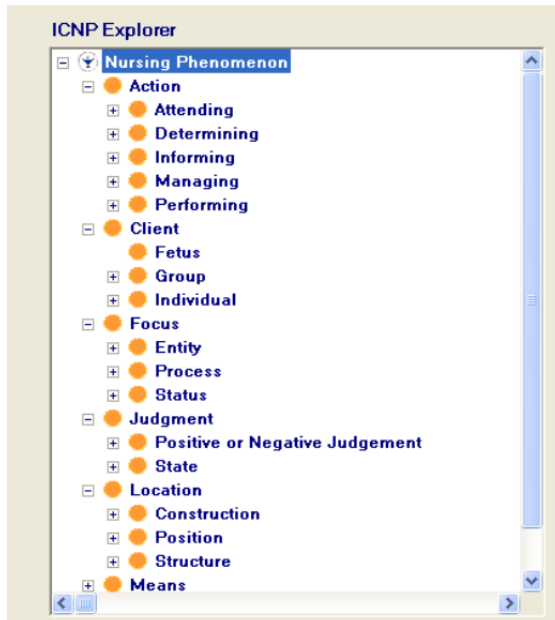 ICNP Explorer
Nursing Phenomenon
Action
Attending
Determining
Informing
Managing
Performing
Client
Fetus
Group
Individual
Focus
Entity
Process
Status
Judgment
Positive or Negative Judgement
State
Location
Construction
Position
Structure
Means